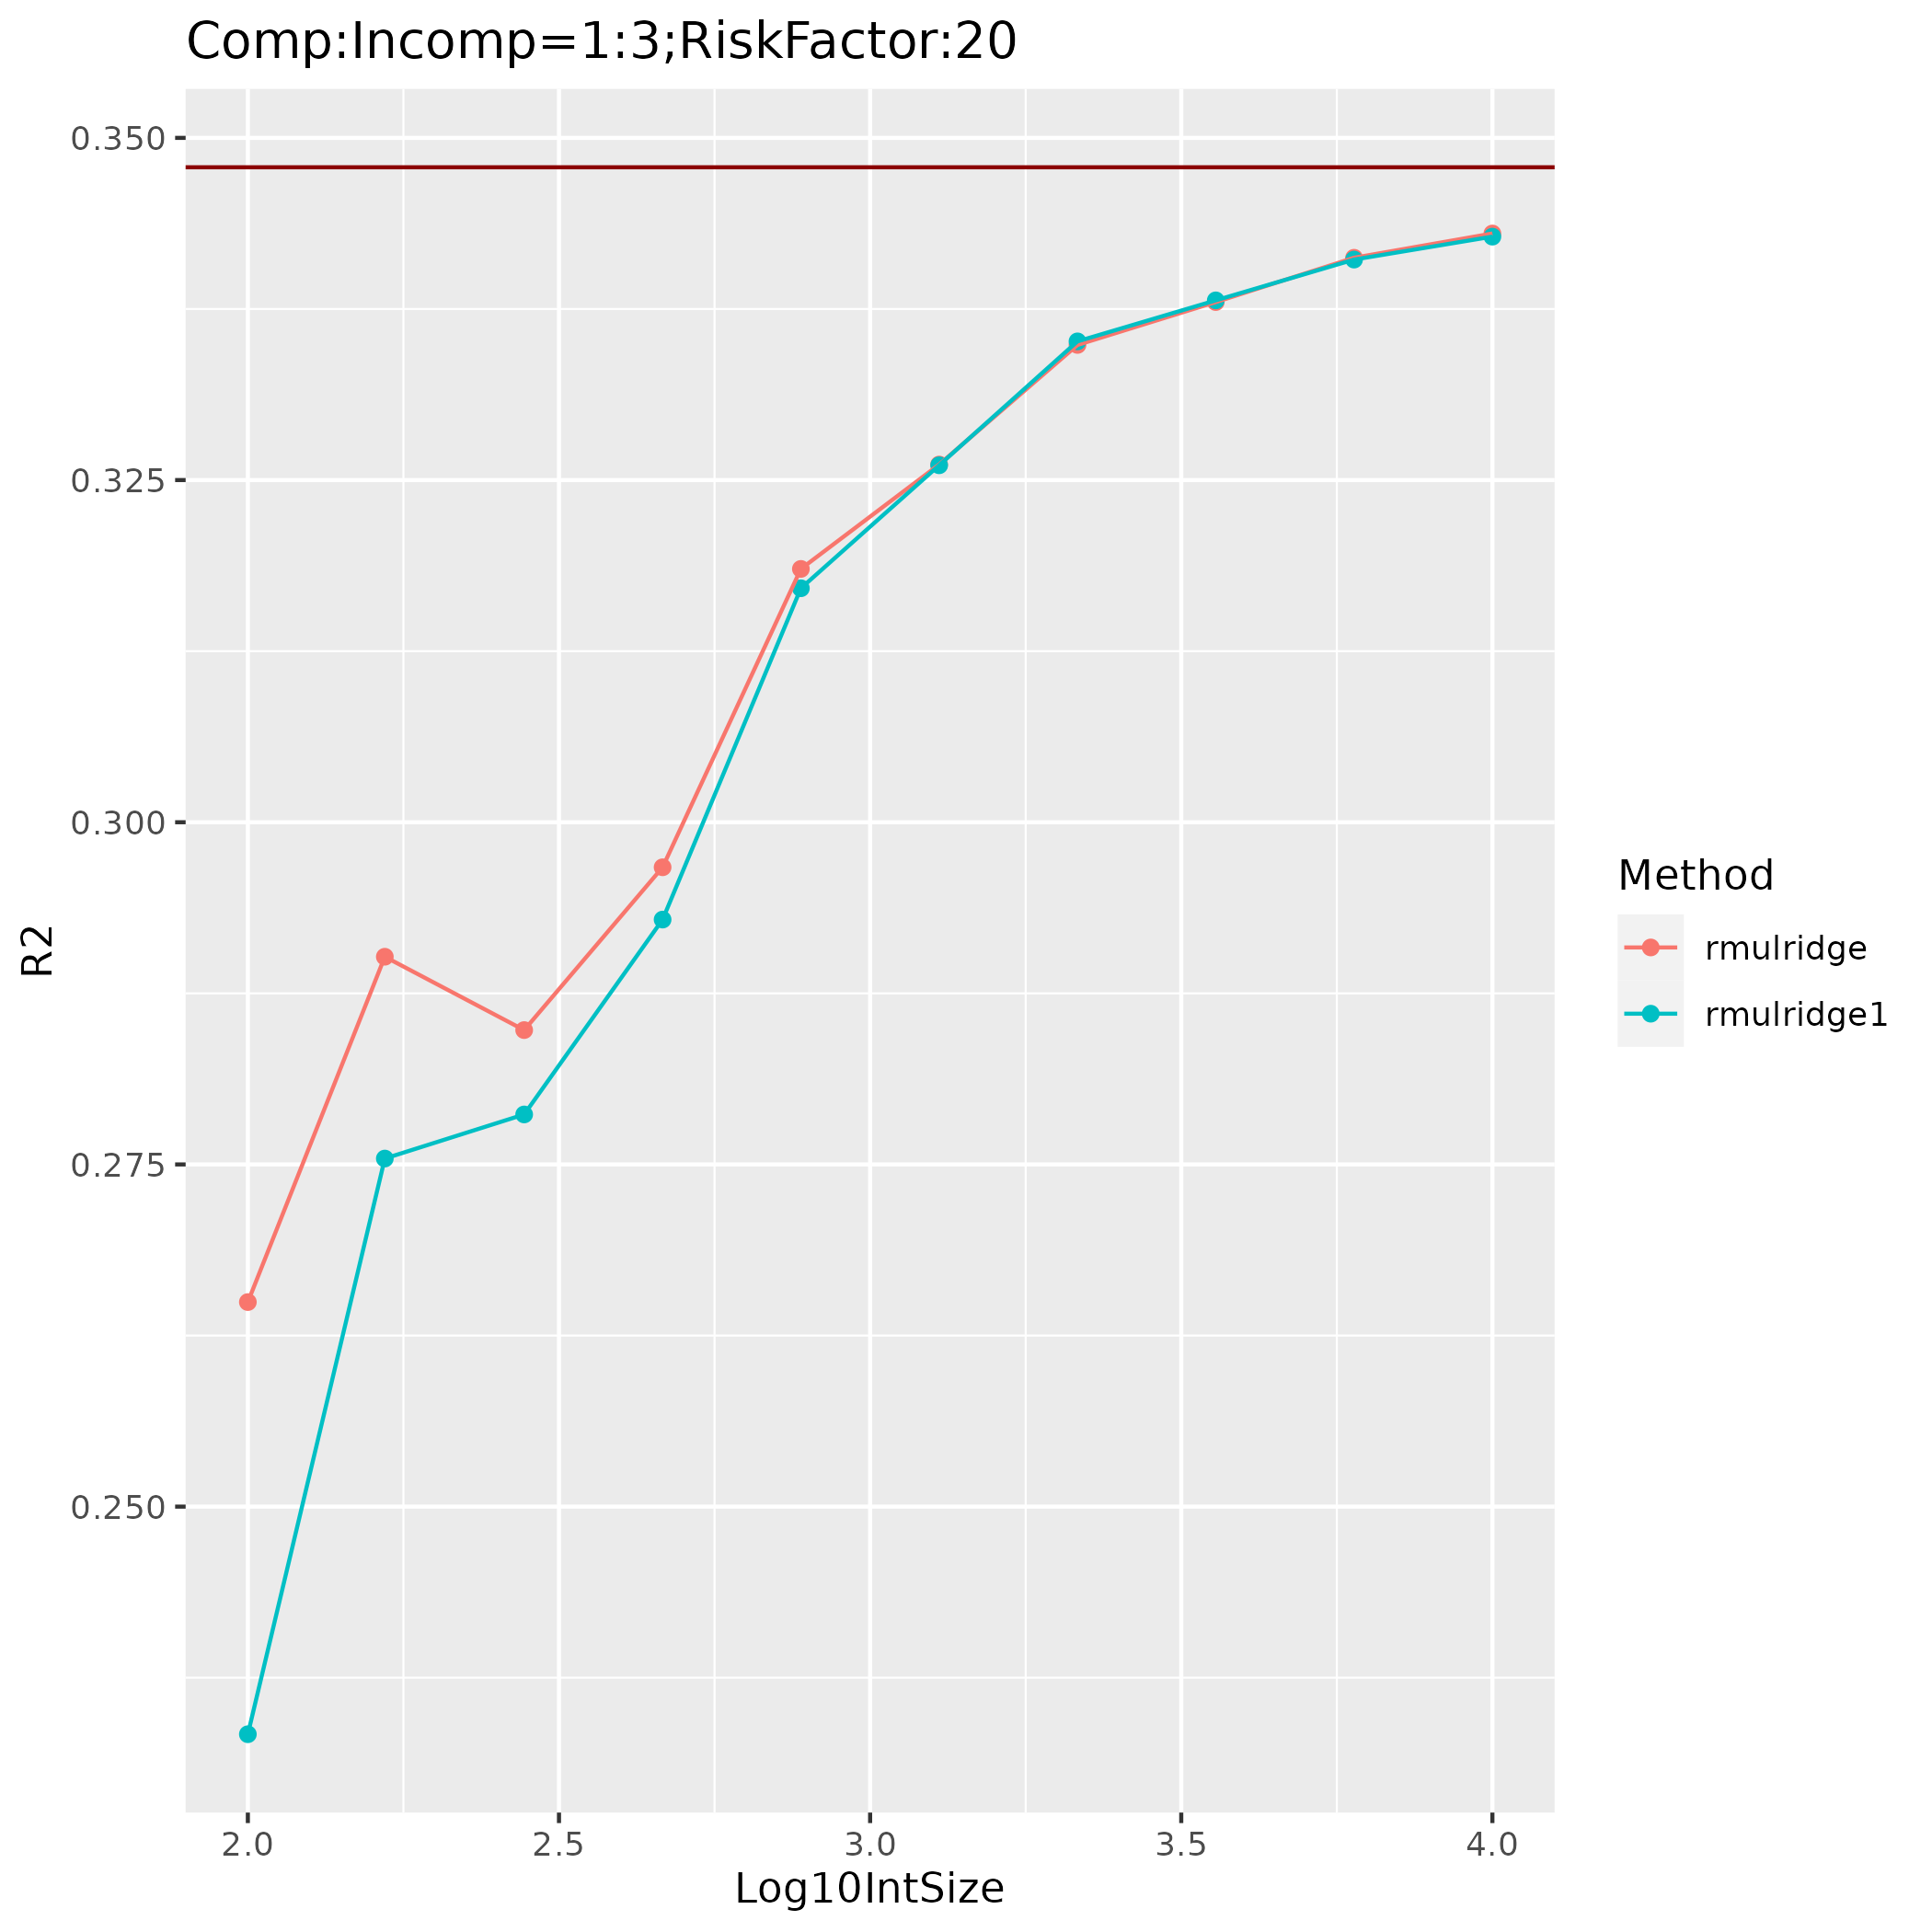 Comp:Incomp=1:3;RiskFactor:20
0.350
0.325
0.300
0.275
0.250
R2
2.0 2.5 3.0 3.5 4.0
Log10IntSize
Method
rmulridge
rmulridge1